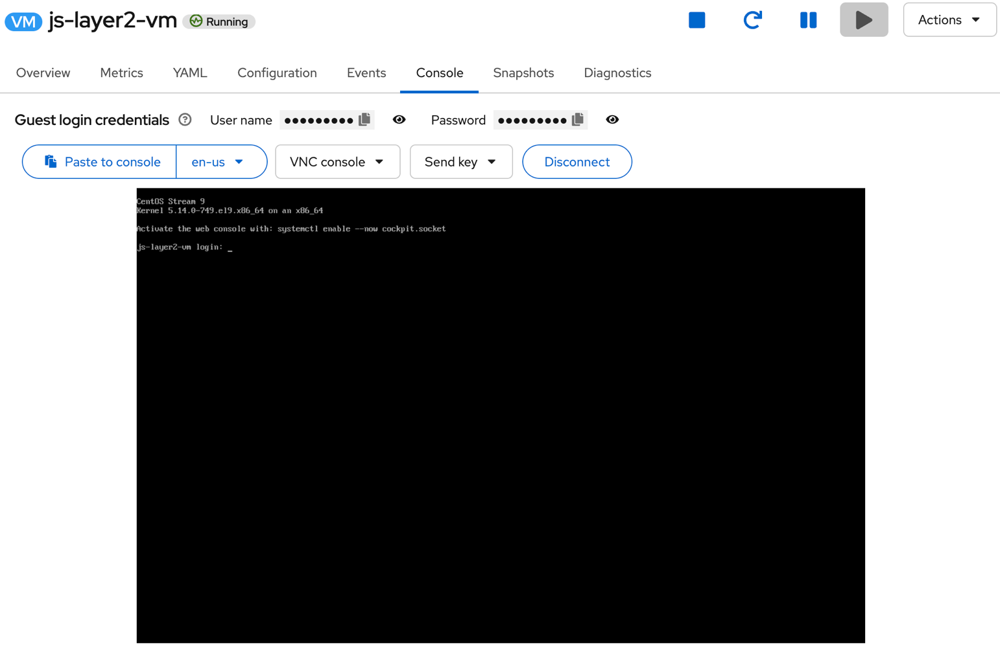 VM js-layer2-vm Running Actions
Overview Metrics YAML Configuration Events Console Snapshots Diagnostics
Guest login credentials User name ●●●●●●●●● Password ●●●●●●●●●
Paste to console en-us VNC console Send key Disconnect
CentOS Stream 9
Kernel 5.14.0-749.el9.x86_64 on an x86_64
Activate the web console with: systemctl enable --now cockpit.socket
js-layer2-vm login: _